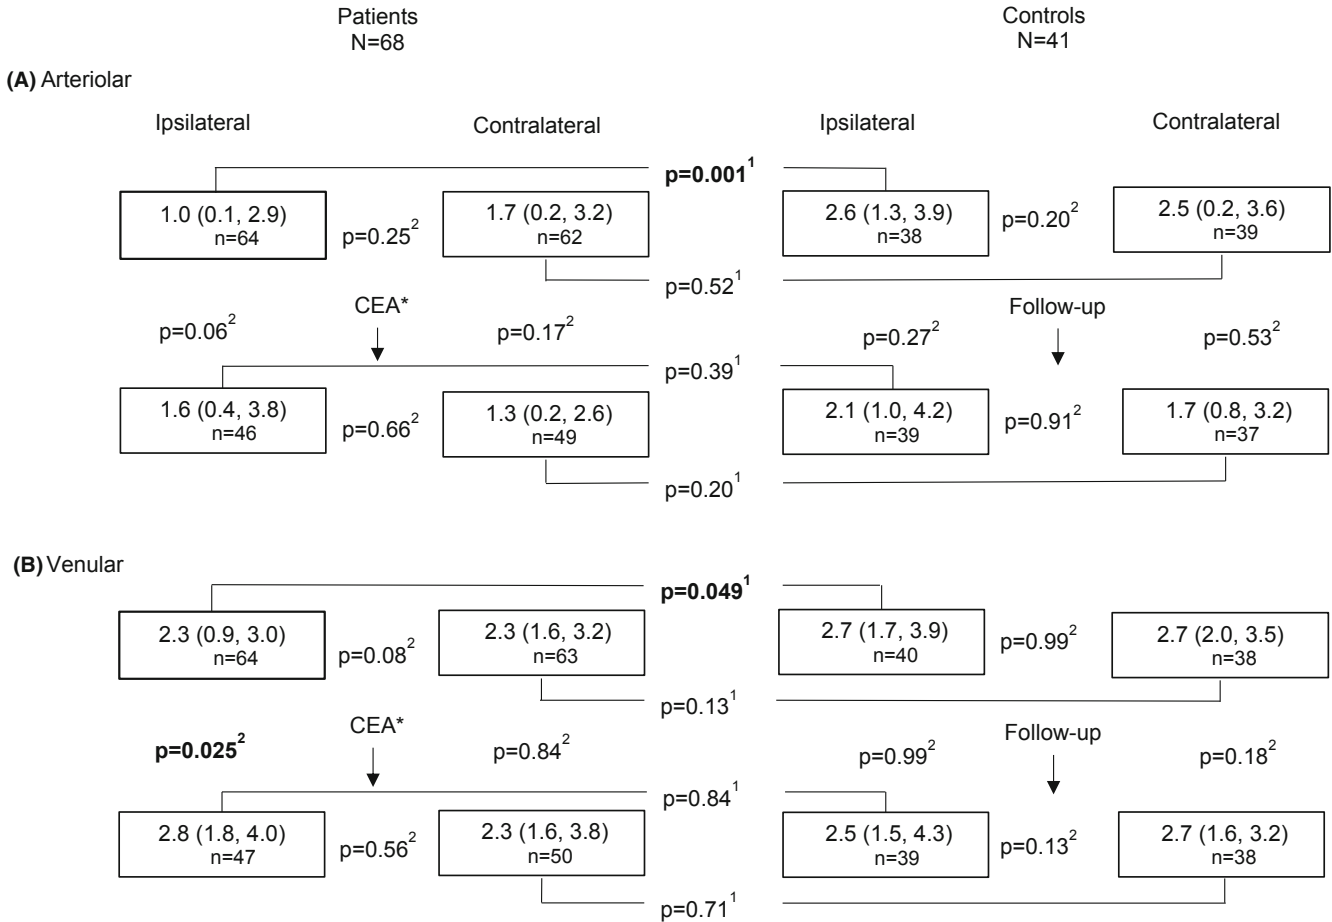 Patients
N=68
Controls
N=41
(A) Arteriolar
Ipsilateral
Contralateral
Ipsilateral
Contralateral
p=0.001¹
1.0 (0.1, 2.9)
n=64
p=0.25²
1.7 (0.2, 3.2)
n=62
2.6 (1.3, 3.9)
n=38
p=0.20²
2.5 (0.2, 3.6)
n=39
p=0.52¹
CEA*
Follow-up
p=0.06²
p=0.17²
p=0.27²
p=0.53²
p=0.39¹
1.6 (0.4, 3.8)
n=46
p=0.66²
1.3 (0.2, 2.6)
n=49
2.1 (1.0, 4.2)
n=39
p=0.91²
1.7 (0.8, 3.2)
n=37
p=0.20¹
(B) Venular
p=0.049¹
2.3 (0.9, 3.0)
n=64
p=0.08²
2.3 (1.6, 3.2)
n=63
2.7 (1.7, 3.9)
n=40
p=0.99²
2.7 (2.0, 3.5)
n=38
p=0.13¹
CEA*
Follow-up
p=0.025²
p=0.84²
p=0.99²
p=0.18²
p=0.84¹
2.8 (1.8, 4.0)
n=47
p=0.56²
2.3 (1.6, 3.8)
n=50
2.5 (1.5, 4.3)
n=39
p=0.13²
2.7 (1.6, 3.2)
n=38
p=0.71¹